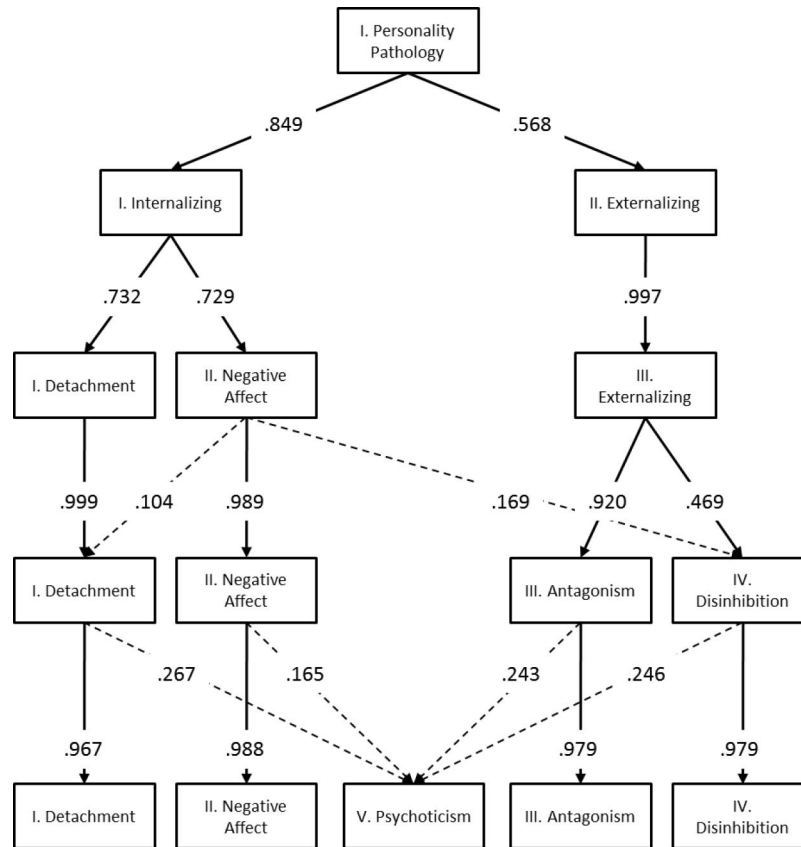 I. Personality
Pathology
.849
.568
I. Internalizing
II. Externalizing
.732
.729
.997
I. Detachment
II. Negative
Affect
III.
Externalizing
.999
.104
.989
.169
.920
.469
I. Detachment
II. Negative
Affect
III. Antagonism
IV.
Disinhibition
.267
.165
.243
.246
.967
.988
.979
.979
I. Detachment
II. Negative
Affect
V. Psychoticism
III. Antagonism
IV.
Disinhibition